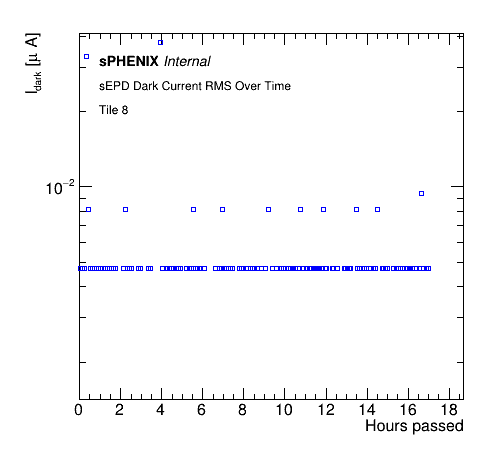 I_dark [μ A]
sPHENIX Internal
sEPD Dark Current RMS Over Time
Tile 8
10^−2
0 2 4 6 8 10 12 14 16 18
Hours passed